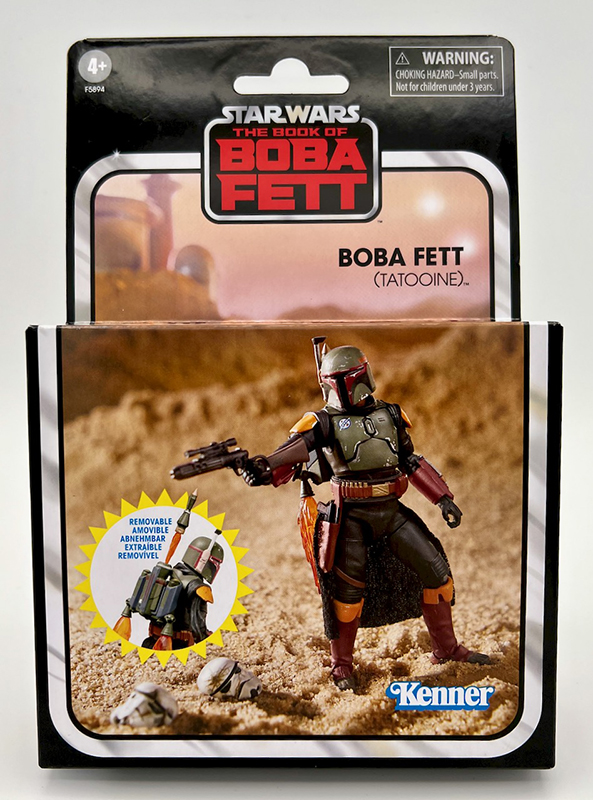 4+
F5894
WARNING:
CHOKING HAZARD–Small parts.
Not for children under 3 years.
STAR WARS
THE BOOK OF
BOBA
FETT
™
BOBA FETT
(TATOOINE)™
REMOVABLE
AMOVIBLE
ABNEHMBAR
EXTRAÍBLE
REMOVÍVEL
Kenner